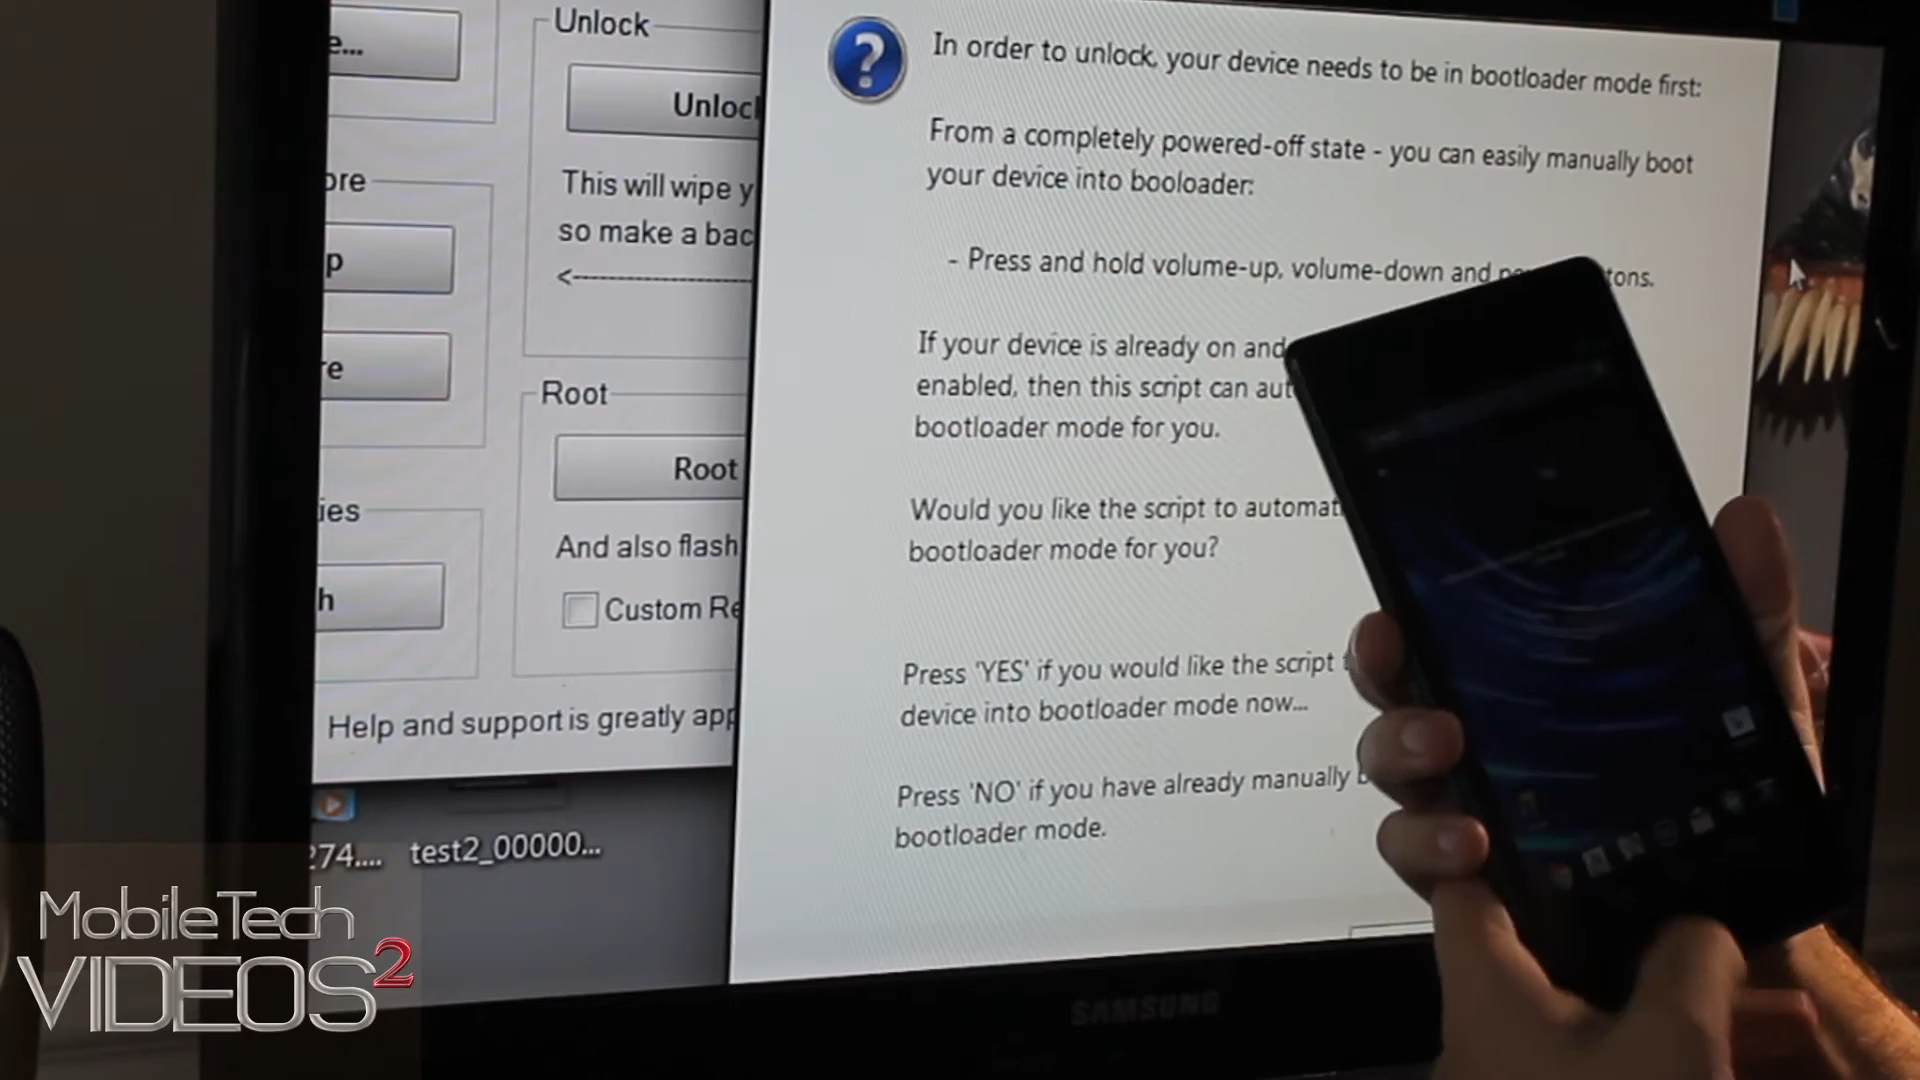 e...
Unlock
Unlock
This will wipe y
so make a bac
<--------------------
ore
p
re
Root
Root
ies
And also flash
h
Custom Re
Help and support is greatly app
274....
test2_00000...
?
In order to unlock, your device needs to be in bootloader mode first:
From a completely powered-off state - you can easily manually boot
your device into booloader:
- Press and hold volume-up, volume-down and tons.
If your device is already on and
enabled, then this script can aut
bootloader mode for you.
Would you like the script to automat
bootloader mode for you?
Press 'YES' if you would like the script t
device into bootloader mode now...
Press 'NO' if you have already manually b
bootloader mode.
SAMSUNG
MobileTech
VIDEOS2